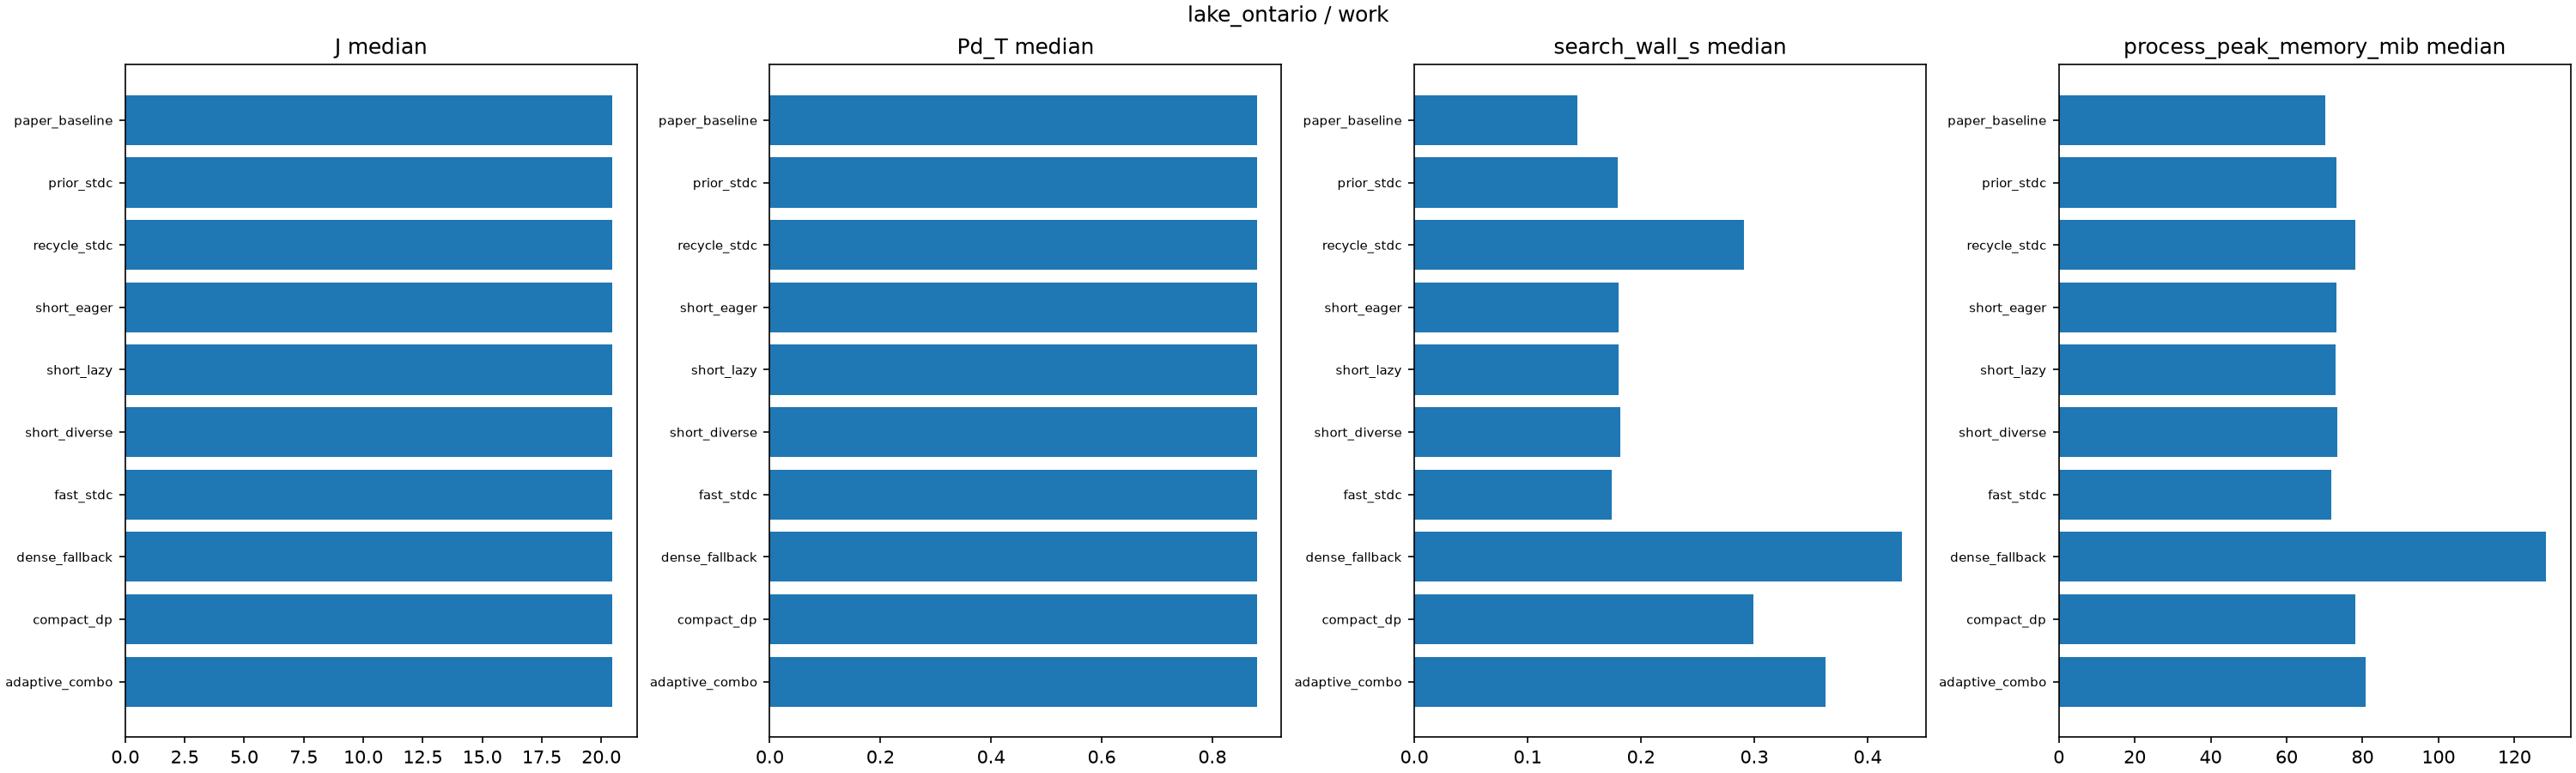 lake_ontario / work
J median
paper_baseline
prior_stdc
recycle_stdc
short_eager
short_lazy
short_diverse
fast_stdc
dense_fallback
compact_dp
adaptive_combo
0.0 2.5 5.0 7.5 10.0 12.5 15.0 17.5 20.0
Pd_T median
paper_baseline
prior_stdc
recycle_stdc
short_eager
short_lazy
short_diverse
fast_stdc
dense_fallback
compact_dp
adaptive_combo
0.0 0.2 0.4 0.6 0.8
search_wall_s median
paper_baseline
prior_stdc
recycle_stdc
short_eager
short_lazy
short_diverse
fast_stdc
dense_fallback
compact_dp
adaptive_combo
0.0 0.1 0.2 0.3 0.4
process_peak_memory_mib median
paper_baseline
prior_stdc
recycle_stdc
short_eager
short_lazy
short_diverse
fast_stdc
dense_fallback
compact_dp
adaptive_combo
0 20 40 60 80 100 120